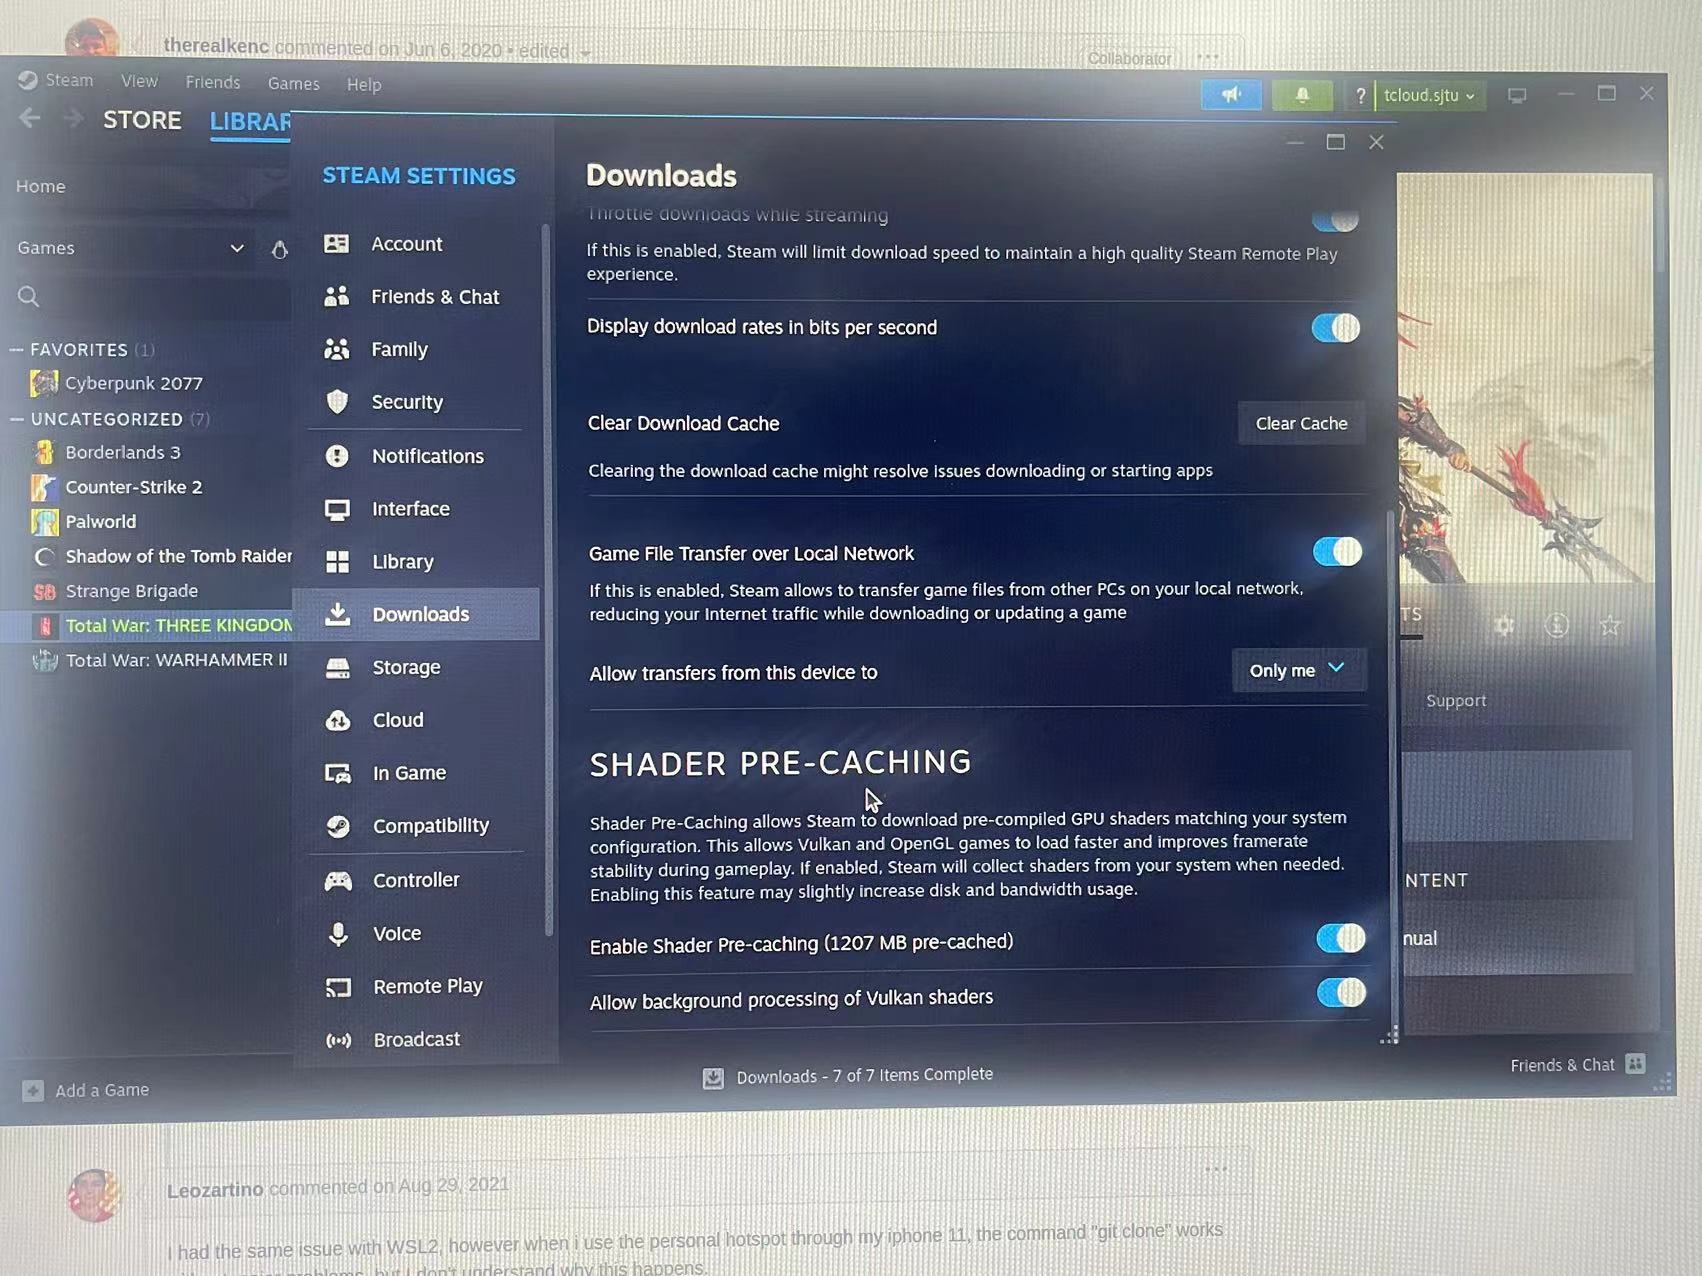 therealkenc commented on Jun 6, 2020 • edited
Collaborator
Steam View Friends Games Help
? tcloud.sjtu
STORE LIBRAR
Home
Games
FAVORITES (1)
Cyberpunk 2077
UNCATEGORIZED (7)
Borderlands 3
Counter-Strike 2
Palworld
Shadow of the Tomb Raider
Strange Brigade
Total War: THREE KINGDOM
Total War: WARHAMMER II
Add a Game
STEAM SETTINGS
Account
Friends & Chat
Family
Security
Notifications
Interface
Library
Downloads
Storage
Cloud
In Game
Compatibility
Controller
Voice
Remote Play
Broadcast
Downloads
Throttle downloads while streaming
If this is enabled, Steam will limit download speed to maintain a high quality Steam Remote Play
experience.
Display download rates in bits per second
Clear Download Cache
Clear Cache
Clearing the download cache might resolve issues downloading or starting apps
Game File Transfer over Local Network
If this is enabled, Steam allows to transfer game files from other PCs on your local network,
reducing your Internet traffic while downloading or updating a game
Allow transfers from this device to
Only me
SHADER PRE-CACHING
Shader Pre-Caching allows Steam to download pre-compiled GPU shaders matching your system
configuration. This allows Vulkan and OpenGL games to load faster and improves framerate
stability during gameplay. If enabled, Steam will collect shaders from your system when needed.
Enabling this feature may slightly increase disk and bandwidth usage.
Enable Shader Pre-caching (1207 MB pre-cached)
Allow background processing of Vulkan shaders
TS
Support
NTENT
nual
Downloads - 7 of 7 Items Complete
Friends & Chat
Leozartino commented on Aug 29, 2021
I had the same issue with WSL2, however when i use the personal hotspot through my iphone 11, the command "git clone" works
problems, but I don't understand why this happens.